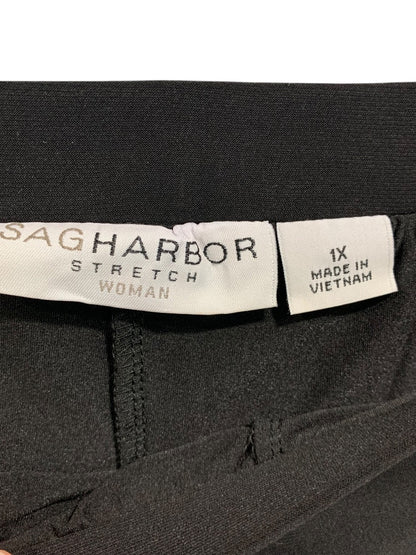 SAGHARBOR
STRETCH
WOMAN
1X
MADE IN
VIETNAM